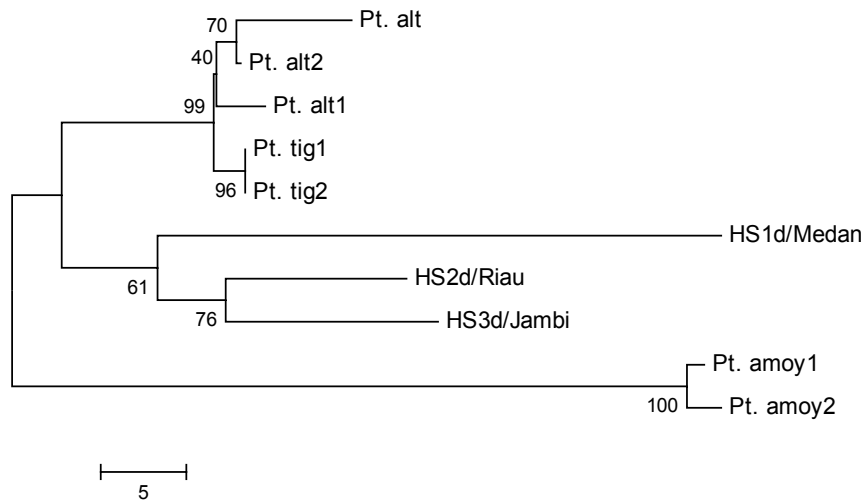 Pt. alt
70
Pt. alt2
40
Pt. alt1
99
Pt. tig1
Pt. tig2
96
HS1d/Medan
HS2d/Riau
61
HS3d/Jambi
76
Pt. amoy1
Pt. amoy2
100
5